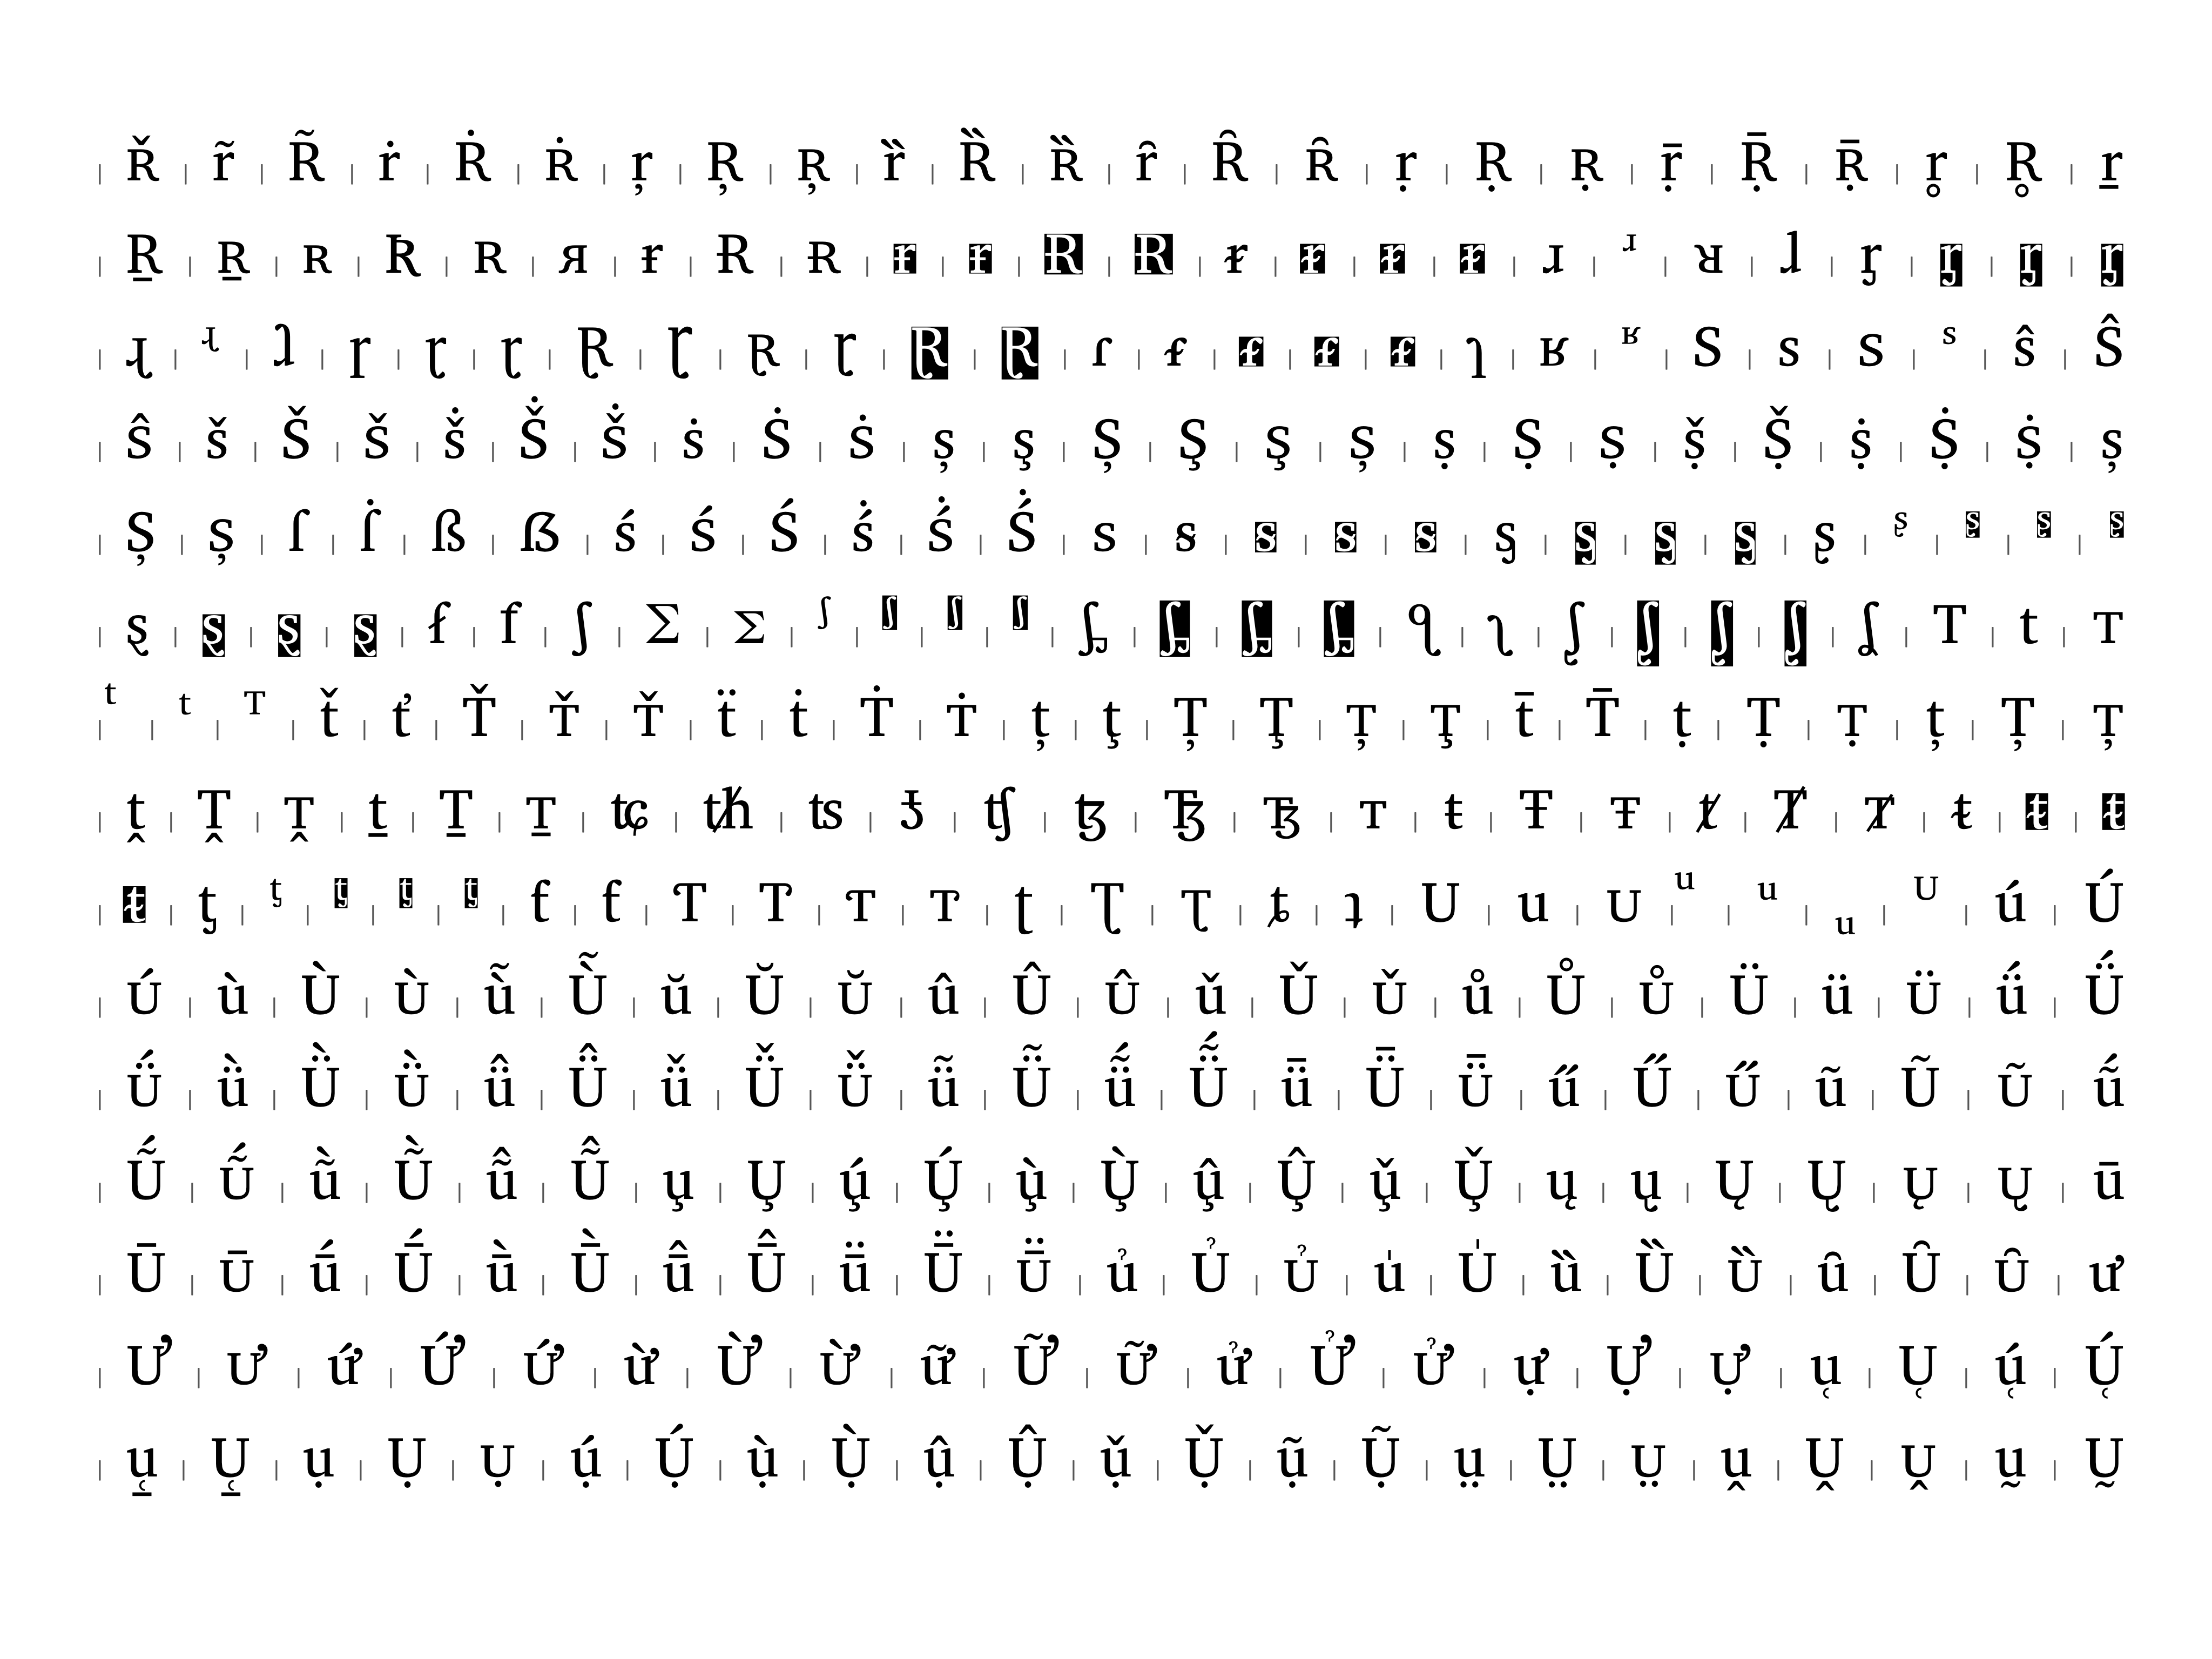 Ř r̃ R̃ ṙ Ṙ Ṙ ŗ Ŗ Ŗ ȑ Ȑ Ȑ ȓ Ȓ Ȓ ṛ Ṛ Ṛ ṝ Ṝ Ṝ r̥ R̥ ṟ
Ṟ Ṟ ʀ R ʀ ᴙ ɍ Ɍ Ɍ ɍ ɍ Ɍ Ɍ ᵲ ᵲ ᵲ ᵲ ɹ ʴ ᴚ ɺ ᶉ ᶉ ᶉ ᶉ
ɻ ʵ ɼ ɽ ɽ Ɽ Ɽ Ɽ ɽ Ɽ Ɽ ɾ ᵳ ᵳ ᵳ ᵳ ɿ ʁ ʶ S s ꜱ ˢ ŝ Ŝ
Ŝ š Š Š ṧ Ṧ Ṧ ṡ Ṡ Ṡ ș ş Ș Ş Ş Ș ṣ Ṣ Ṣ ṣ̌ Ṣ̌ ṩ Ṩ Ṩ ș
Ș Ș ſ ẛ ß ẞ ś Ś Ś ṥ Ṥ Ṥ s ᵴ ᵴ ᵴ ᵴ ᶊ ᶊ ᶊ ᶊ ʂ ᶳ ᶳ ᶳ ᶳ
ȿ ʃ Σ Σ ᶴ ᶴ ᶴ ᶴ ƪ ʅ ᶋ ᶋ ᶋ ᶋ ʆ T t ᴛ
ᵗ ᵗ ᵀ ť ť Ť Ť Ť ẗ ṫ Ṫ Ṫ ț ţ Ț Ţ Ț Ţ t̄ T̄ ṭ Ṭ Ṭ ț Ț Ț
ṱ Ṱ Ṱ ṯ Ṯ Ṯ ʨ ᵺ ʦ ƾ ʧ ꜩ Ꜩ Ꜩ ᴛ ŧ Ŧ Ŧ ⱦ Ⱦ Ⱦ ᵵ ᵵ ᵵ
ᵵ ƫ ᶵ ᶵ ᶵ ᶵ ƭ ƭ Ƭ Ƭ Ƭ Ƭ ʈ Ʈ Ʈ ȶ ʇ U u ᴜ ᵘ ᵘ ᵤ ᵁ ú Ú
Ú ù Ù Ù ù̃ Ù̃ ŭ Ŭ Ŭ û Û Û ǔ Ǔ Ǔ ů Ů Ů Ü ü Ü ǘ Ǘ
Ǘ ǜ Ǜ Ǜ ü̂ Ü̂ ǚ Ǚ Ǚ ü̃ Ü̃ ṹ̈ Ṹ̈ ǖ Ǖ Ǖ ű Ű Ű ũ Ũ Ũ ṹ
Ṹ Ṹ ũ̀ Ũ̀ ũ̂ Ũ̂ u̧ U̧ ú̧ Ú̧ ù̧ Ù̧ û̧ Û̧ ǔ̧ Ǔ̧ ų ų Ų Ų Ų Ų ū
Ū Ū ū́ Ū́ ū̀ Ū̀ ū̂ Ū̂ ṻ Ṻ Ṻ ủ Ủ Ủ u̍ U̍ ȕ Ȕ Ȕ ȗ Ȗ Ȗ ư
Ư Ư ứ Ứ Ứ ừ Ừ Ừ ữ Ữ Ữ ử Ử Ử ự Ự Ự u̜ U̜ ú̜ Ú̜
u̜̲ U̜̲ ụ Ụ Ụ ụ́ Ụ́ ụ̀ Ụ̀ ụ̂ Ụ̂ ụ̌ Ụ̌ ụ̃ Ụ̃ ṳ Ṳ Ṳ ṷ Ṷ Ṷ ṵ Ṵ